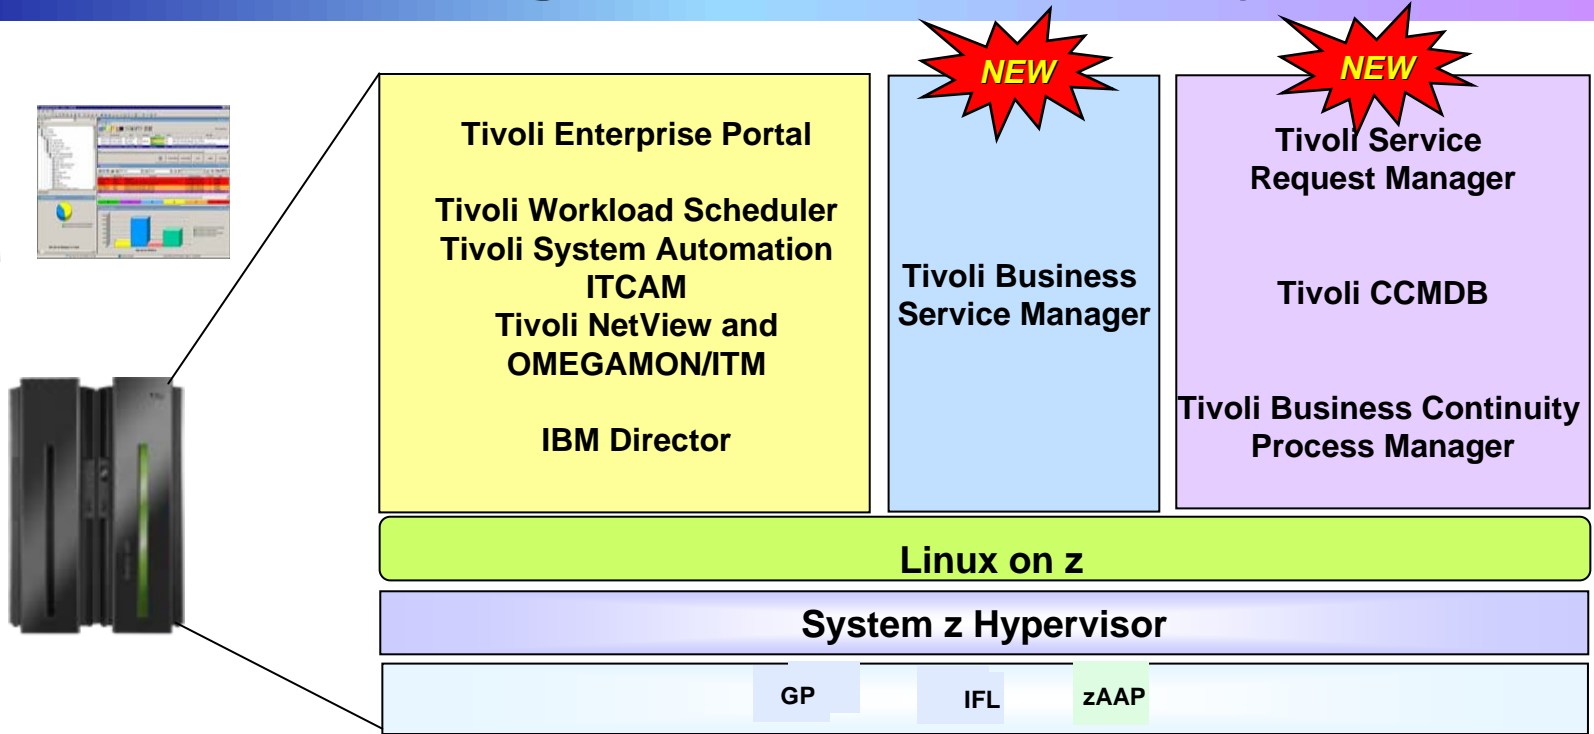 NEW
NEW
Tivoli Enterprise Portal
Tivoli Workload Scheduler
Tivoli System Automation
ITCAM
Tivoli NetView and
OMEGAMON/ITM
IBM Director
Tivoli Business
Service Manager
Tivoli Service
Request Manager
Tivoli CCMDB
Tivoli Business Continuity
Process Manager
Linux on z
System z Hypervisor
GP
IFL
zAAP